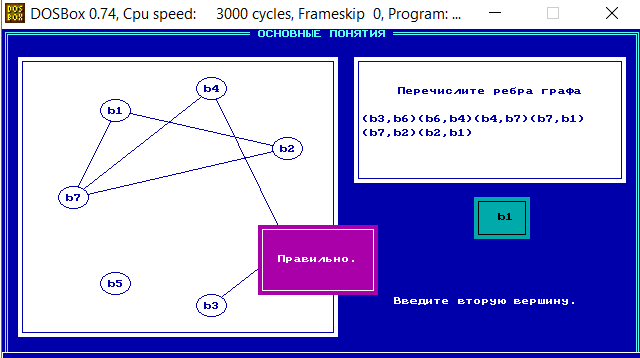 DOS BOX DOSBox 0.74, Cpu speed: 3000 cycles, Frameskip 0, Program: ...
ОСНОВНЫЕ ПОНЯТИЯ
b4
b1
b2
b7
b5
b3
Правильно.
Перечислите ребра графа
(b3,b6)(b6,b4)(b4,b7)(b7,b1)
(b7,b2)(b2,b1)
b1
Введите вторую вершину.